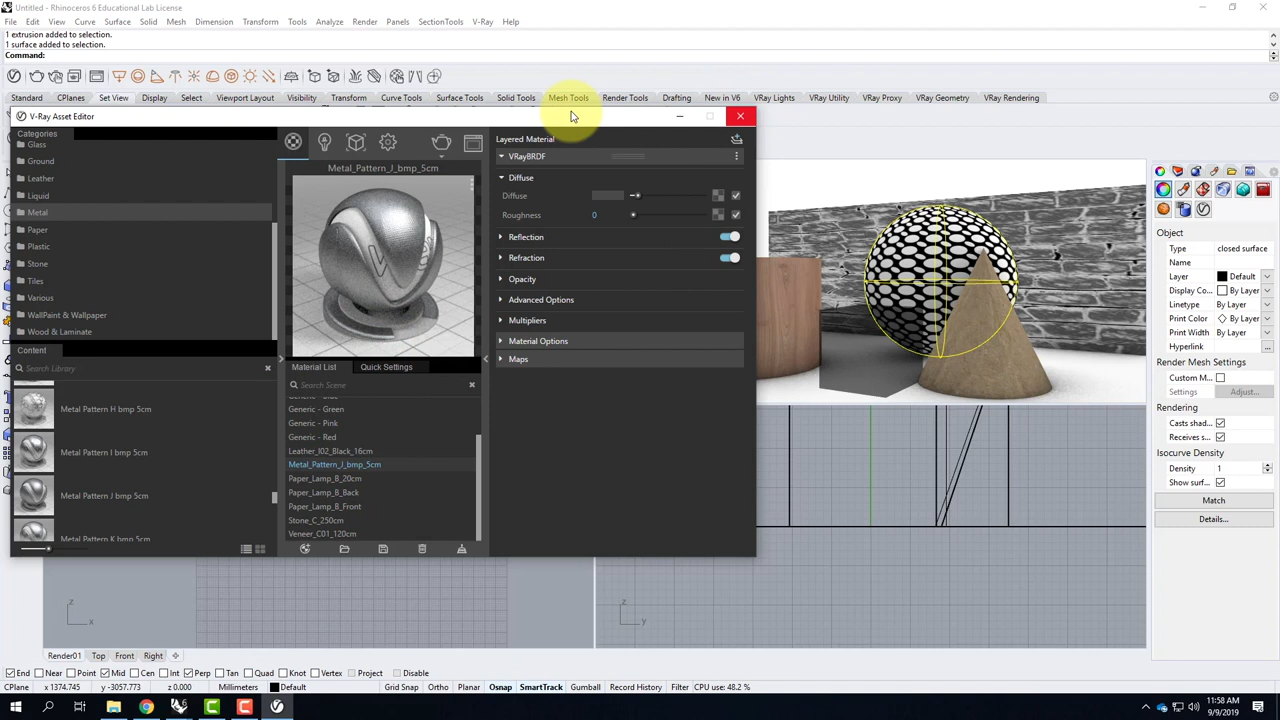 Untitled - Rhinoceros 6 Educational Lab License
File Edit View Curve Surface Solid Mesh Dimension Transform Tools Analyze Render Panels SectionTools V-Ray Help
1 extrusion added to selection.
1 surface added to selection.
Command:
Standard CPlanes Set View Display Select Viewport Layout Visibility Transform Curve Tools Surface Tools Solid Tools Mesh Tools Render Tools Drafting New in V6 VRay Lights VRay Utility VRay Proxy VRay Geometry VRay Rendering
V-Ray Asset Editor
Categories
Glass
Ground
Leather
Liquid
Metal
Paper
Plastic
Stone
Tiles
Various
WallPaint & Wallpaper
Wood & Laminate
Content
Search Library
Metal Pattern H bmp 5cm
Metal Pattern I bmp 5cm
Metal Pattern J bmp 5cm
Metal Pattern K bmp 5cm
Metal_Pattern_J_bmp_5cm
Material List Quick Settings
Search Scene
Generic - Green
Generic - Pink
Generic - Red
Leather_I02_Black_16cm
Metal_Pattern_J_bmp_5cm
Paper_Lamp_B_20cm
Paper_Lamp_B_Back
Paper_Lamp_B_Front
Stone_C_250cm
Veneer_C01_120cm
Layered Material
VRayBRDF
Diffuse
Diffuse
Roughness 0
Reflection
Refraction
Opacity
Advanced Options
Multipliers
Material Options
Maps
Object
Type closed surface
Name
Layer Default
Display Co... By Layer
Linetype By Layer
Print Color By Layer
Print Width By Layer
Hyperlink ...
Render Mesh Settings
Custom M...
Settings Adjust...
Rendering
Casts shad...
Receives s...
Isocurve Density
Density 1
Show surf...
Match
Details...
z
x
z
y
Render01 Top Front Right
End Near Point Mid Cen Int Perp Tan Quad Knot Vertex Project Disable
CPlane x 1374.745 y -3057.773 z 0.000 Millimeters Default Grid Snap Ortho Planar Osnap SmartTrack Gumball Record History Filter CPU use: 48.2 %
11:58 AM
9/9/2019